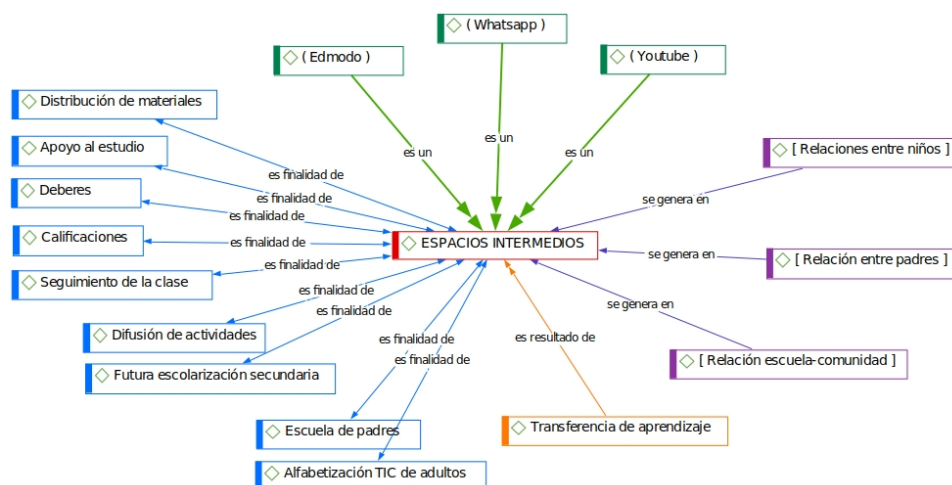 ( Whatsapp )
( Edmodo )
( Youtube )
es un
es un
es un
Distribución de materiales
Apoyo al estudio
Deberes
Calificaciones
Seguimiento de la clase
Difusión de actividades
Futura escolarización secundaria
Escuela de padres
Alfabetización TIC de adultos
es finalidad de
es finalidad de
es finalidad de
es finalidad de
es finalidad de
es finalidad de
es finalidad de
es finalidad de
es finalidad de
ESPACIOS INTERMEDIOS
[ Relaciones entre niños ]
se genera en
[ Relación entre padres ]
se genera en
[ Relación escuela-comunidad ]
se genera en
es resultado de
Transferencia de aprendizaje